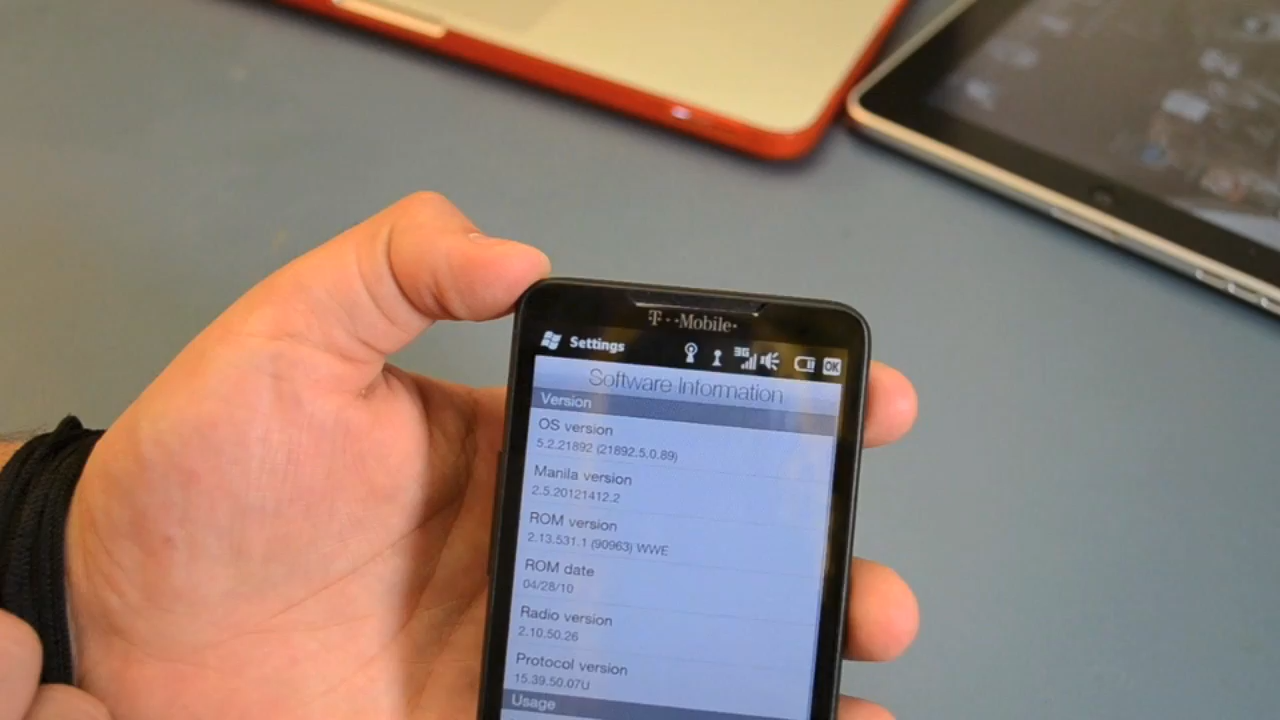 T··Mobile·
Settings
3G
OK
Software Information
Version
OS version
5.2.21892 (21892.5.0.89)
Manila version
2.5.20121412.2
ROM version
2.13.531.1 (90963) WWE
ROM date
04/28/10
Radio version
2.10.50.26
Protocol version
15.39.50.07U
Usage